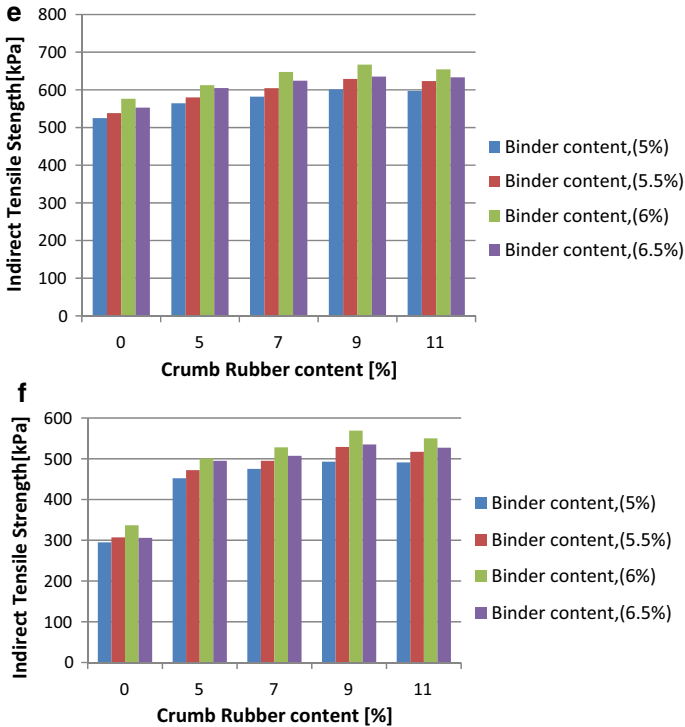 e
800
700
600
500
400
300
200
100
0
Indirect Tensile Stength[kPa]
0 5 7 9 11
Crumb Rubber content [%]
Binder content,(5%)
Binder content,(5.5%)
Binder content,(6%)
Binder content,(6.5%)
f
600
500
400
300
200
100
0
Indirect Tensile Strength[kPa]
0 5 7 9 11
Crumb Rubber content [%]
Binder content,(5%)
Binder content,(5.5%)
Binder content,(6%)
Binder content,(6.5%)